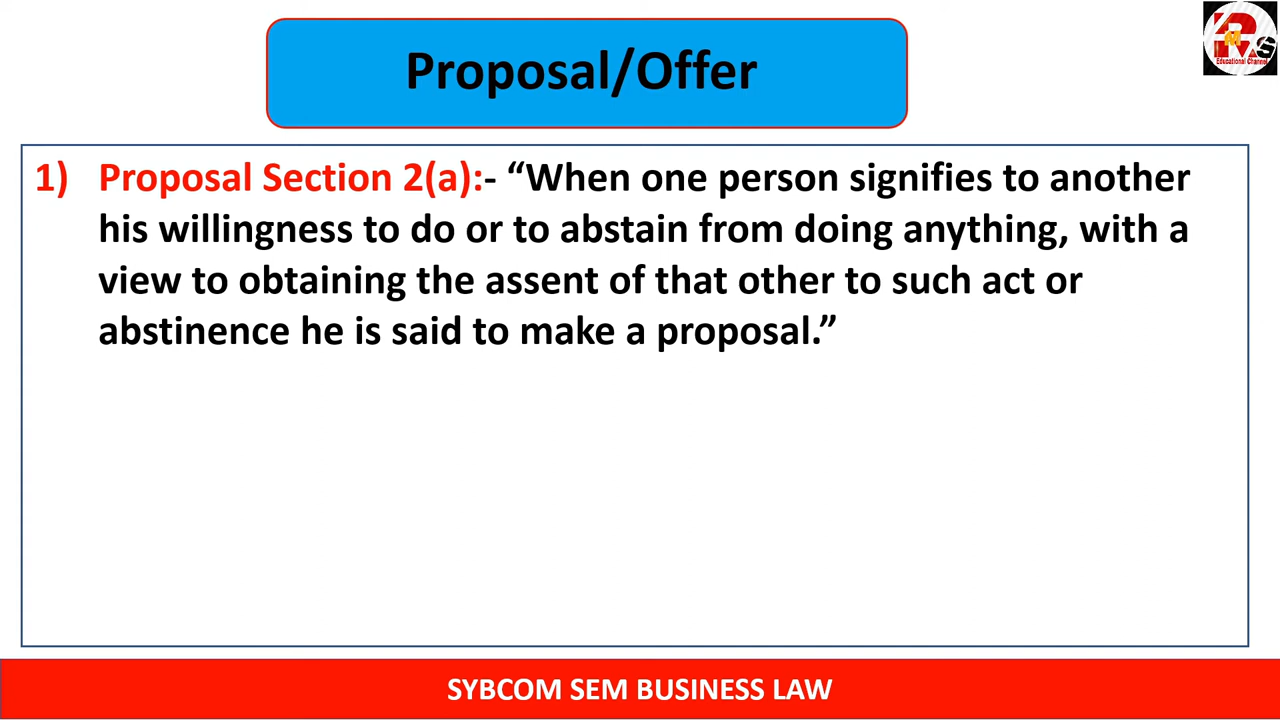 Proposal/Offer
R
M
S
Educational Channel
1) Proposal Section 2(a):- “When one person signifies to another
his willingness to do or to abstain from doing anything, with a
view to obtaining the assent of that other to such act or
abstinence he is said to make a proposal.”
SYBCOM SEM BUSINESS LAW